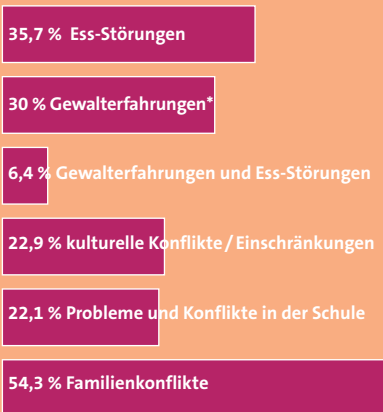 35,7 % Ess-Störungen
30 % Gewalterfahrungen*
6,4 % Gewalterfahrungen und Ess-Störungen
22,9 % kulturelle Konflikte / Einschränkungen
22,1 % Probleme und Konflikte in der Schule
54,3 % Familienkonflikte